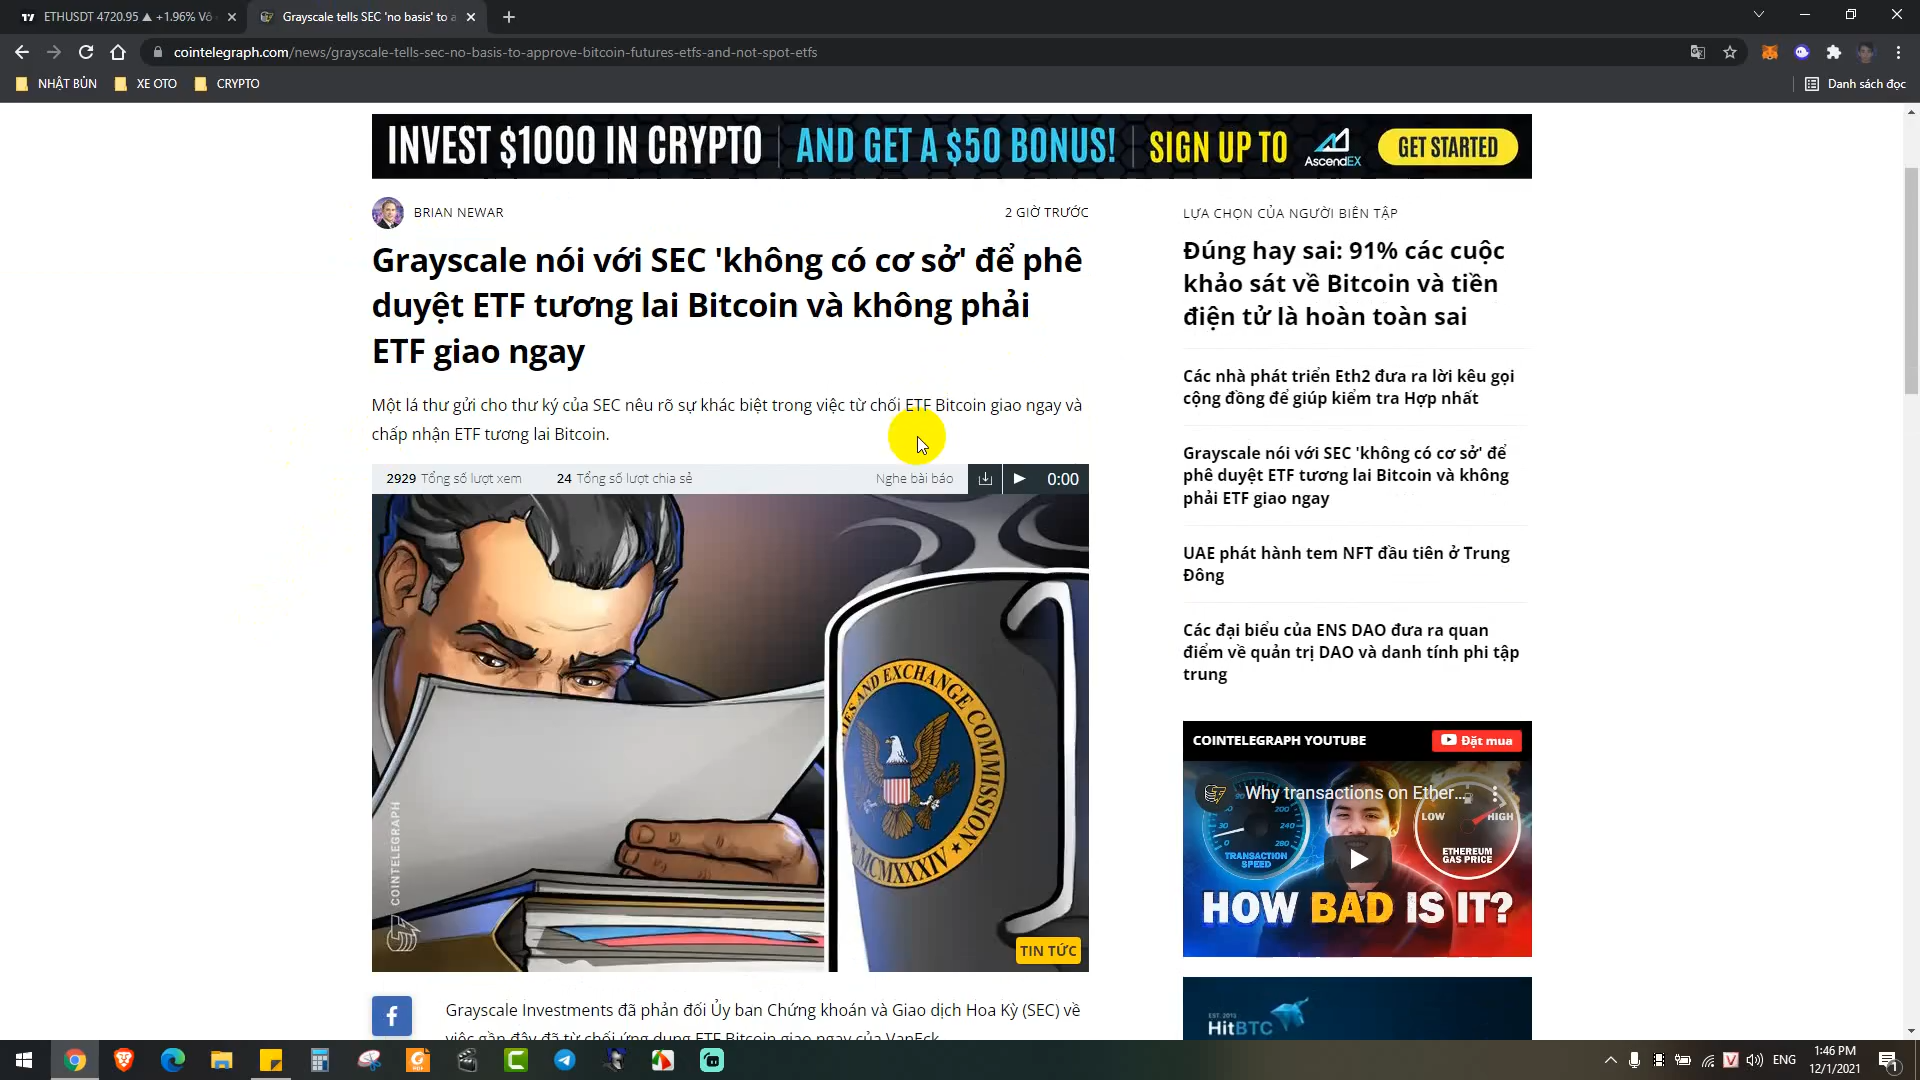 ETHUSDT 4720.95 ▲ +1.96% Vô
Grayscale tells SEC 'no basis' to a
cointelegraph.com/news/grayscale-tells-sec-no-basis-to-approve-bitcoin-futures-etfs-and-not-spot-etfs
NHẬT BỦN
XE OTO
CRYPTO
Danh sách đọc
INVEST $1000 IN CRYPTO
AND GET A $50 BONUS!
SIGN UP TO
AscendEX
GET STARTED
BRIAN NEWAR
2 GIỜ TRƯỚC
Grayscale nói với SEC 'không có cơ sở' để phê
duyệt ETF tương lai Bitcoin và không phải
ETF giao ngay
Một lá thư gửi cho thư ký của SEC nêu rõ sự khác biệt trong việc từ chối ETF Bitcoin giao ngay và
chấp nhận ETF tương lai Bitcoin.
2929 Tổng số lượt xem
24 Tổng số lượt chia sẻ
Nghe bài báo
0:00
IES AND EXCHANGE COMMISSION
MCMXXXIV
COINTELEGRAPH
TIN TỨC
Grayscale Investments đã phản đối Ủy ban Chứng khoán và Giao dịch Hoa Kỳ (SEC) về
việc gần đây đã từ chối ứng dụng ETF Bitcoin giao ngay của VanEck.
LỰA CHỌN CỦA NGƯỜI BIÊN TẬP
Đúng hay sai: 91% các cuộc
khảo sát về Bitcoin và tiền
điện tử là hoàn toàn sai
Các nhà phát triển Eth2 đưa ra lời kêu gọi
cộng đồng để giúp kiểm tra Hợp nhất
Grayscale nói với SEC 'không có cơ sở' để
phê duyệt ETF tương lai Bitcoin và không
phải ETF giao ngay
UAE phát hành tem NFT đầu tiên ở Trung
Đông
Các đại biểu của ENS DAO đưa ra quan
điểm về quản trị DAO và danh tính phi tập
trung
COINTELEGRAPH YOUTUBE
Đặt mua
Why transactions on Ether...
90
200
30
240
0
280
TRANSACTION
SPEED
LOW
HIGH
ETHEREUM
GAS PRICE
HOW BAD IS IT?
EST. 2013
HitBTC
ENG
1:46 PM
12/1/2021
1